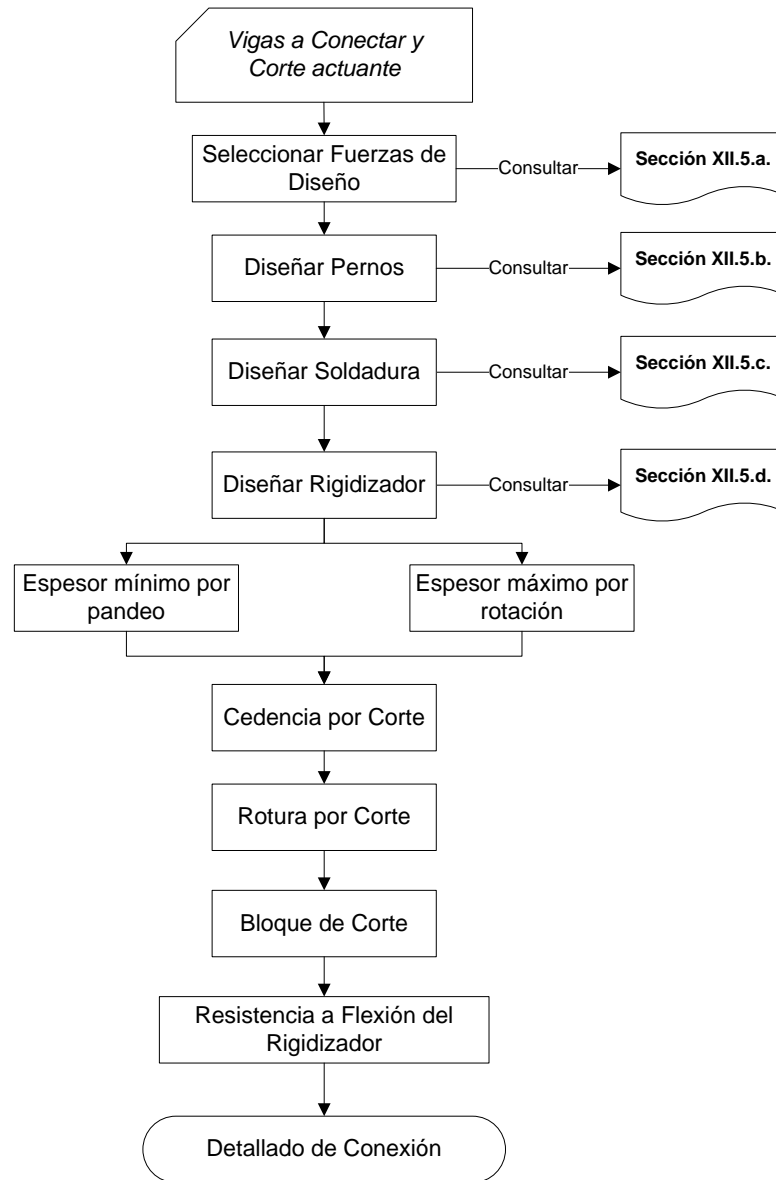 Vigas a Conectar y
Corte actuante
Seleccionar Fuerzas de
Diseño
Consultar
Sección XII.5.a.
Diseñar Pernos
Consultar
Sección XII.5.b.
Diseñar Soldadura
Consultar
Sección XII.5.c.
Diseñar Rigidizador
Consultar
Sección XII.5.d.
Espesor mínimo por
pandeo
Espesor máximo por
rotación
Cedencia por Corte
Rotura por Corte
Bloque de Corte
Resistencia a Flexión del
Rigidizador
Detallado de Conexión